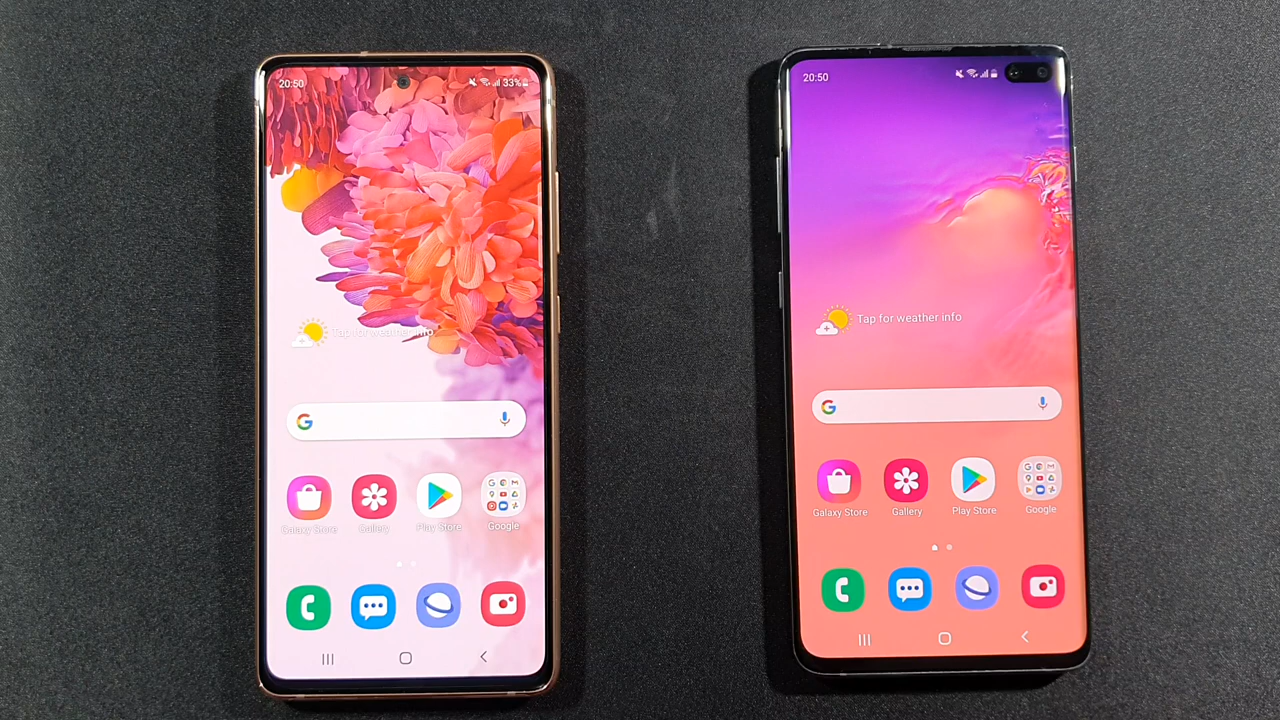 20:50
33%
Tap for weather info
G
Galaxy Store
Gallery
Play Store
Google
20:50
Tap for weather info
G
Galaxy Store
Gallery
Play Store
Google